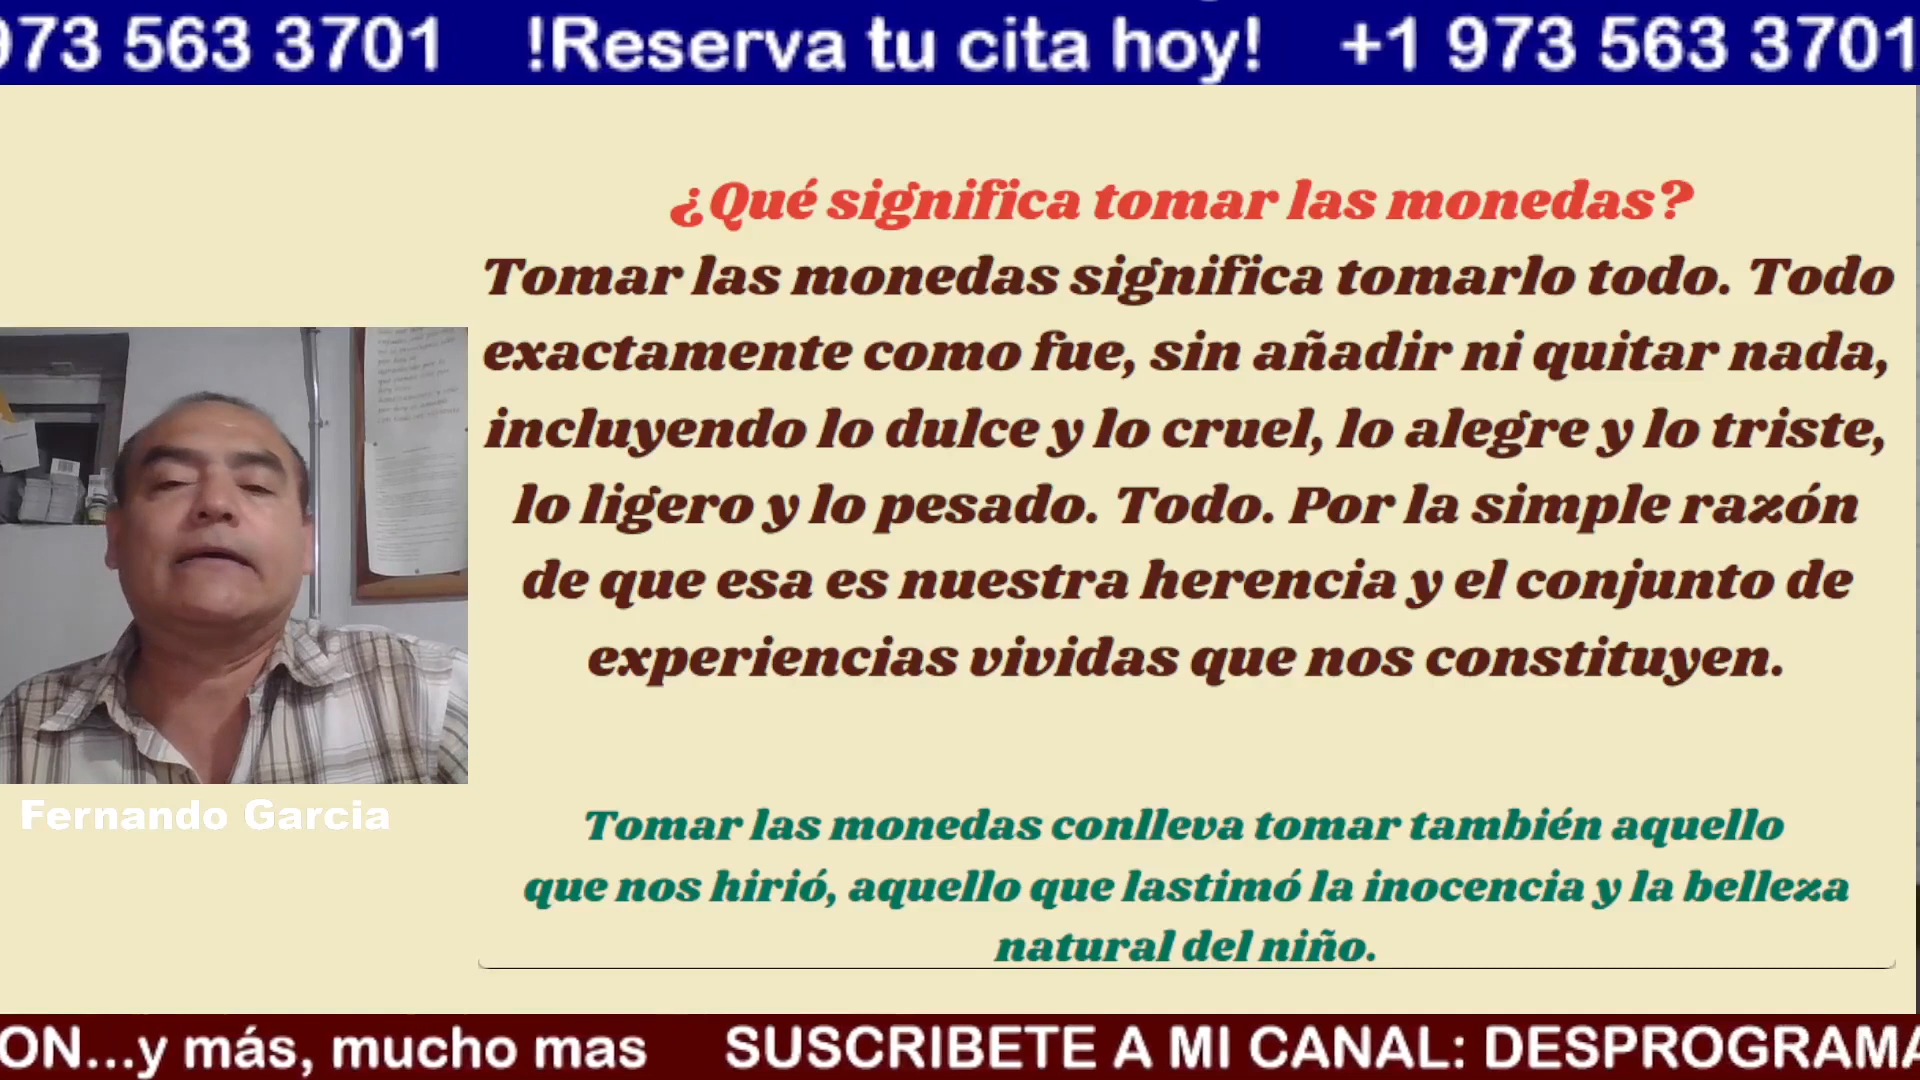 973 563 3701 !Reserva tu cita hoy! +1 973 563 3701
¿Qué significa tomar las monedas?
Tomar las monedas significa tomarlo todo. Todo
exactamente como fue, sin añadir ni quitar nada,
incluyendo lo dulce y lo cruel, lo alegre y lo triste,
lo ligero y lo pesado. Todo. Por la simple razón
de que esa es nuestra herencia y el conjunto de
experiencias vividas que nos constituyen.
Fernando Garcia
Tomar las monedas conlleva tomar también aquello
que nos hirió, aquello que lastimó la inocencia y la belleza
natural del niño.
ON...y más, mucho mas SUSCRIBETE A MI CANAL: DESPROGRAMA